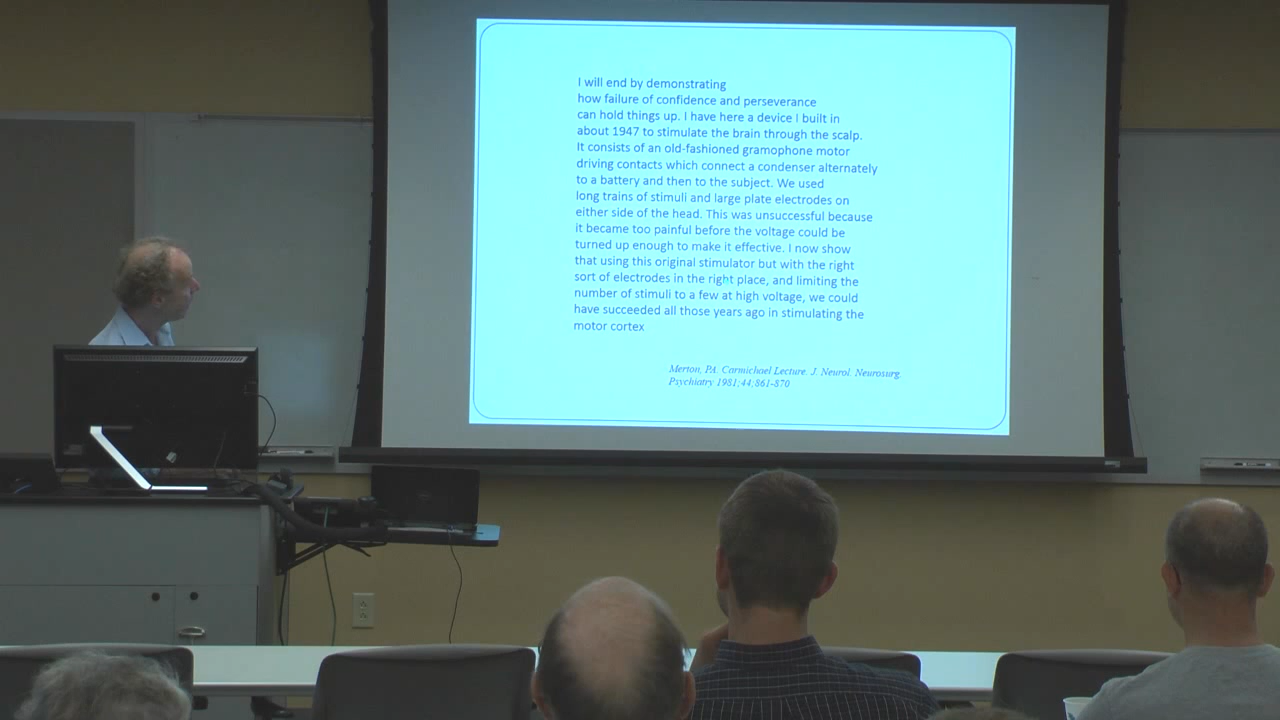 I will end by demonstrating
how failure of confidence and perseverance
can hold things up. I have here a device I built in
about 1947 to stimulate the brain through the scalp.
It consists of an old-fashioned gramophone motor
driving contacts which connect a condenser alternately
to a battery and then to the subject. We used
long trains of stimuli and large plate electrodes on
either side of the head. This was unsuccessful because
it became too painful before the voltage could be
turned up enough to make it effective. I now show
that using this original stimulator but with the right
sort of electrodes in the right place, and limiting the
number of stimuli to a few at high voltage, we could
have succeeded all those years ago in stimulating the
motor cortex
Merton, PA. Carmichael Lecture. J. Neurol. Neurosurg.
Psychiatry 1981;44;861-870